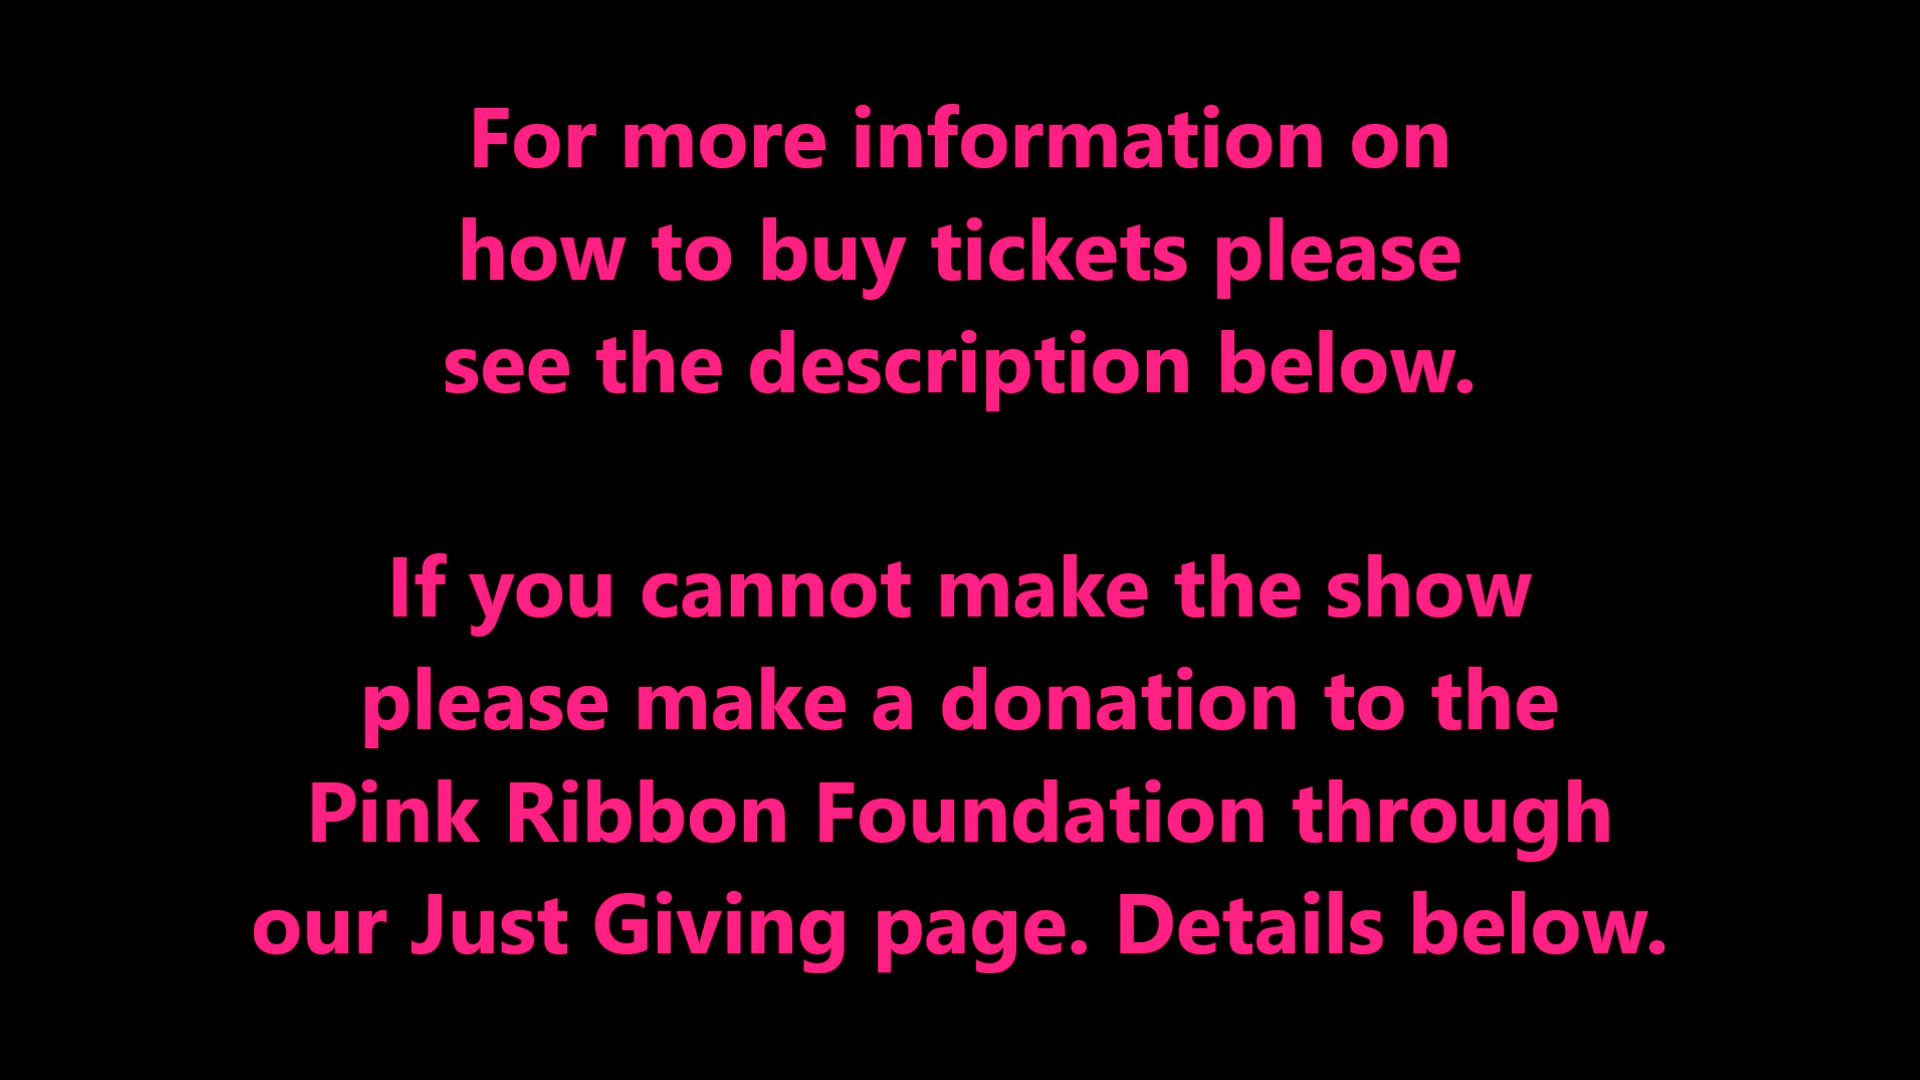 For more information on
how to buy tickets please
see the description below.
If you cannot make the show
please make a donation to the
Pink Ribbon Foundation through
our Just Giving page. Details below.